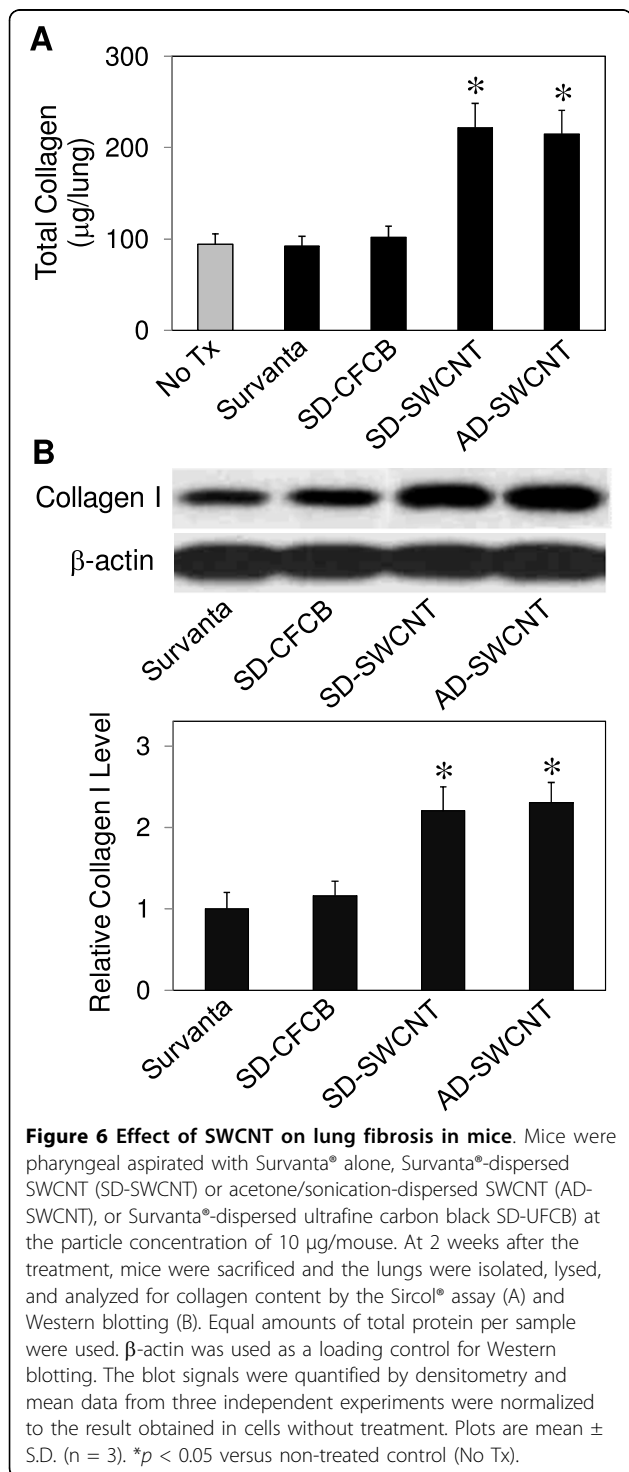 A
300
200
100
0
Total Collagen
(µg/lung)
*
*
No Tx
Survanta
SD-CFCB
SD-SWCNT
AD-SWCNT
B
Collagen I
β-actin
Survanta
SD-CFCB
SD-SWCNT
AD-SWCNT
Relative Collagen I Level
3
2
1
0
*
*
Survanta
SD-CFCB
SD-SWCNT
AD-SWCNT
Figure 6 Effect of SWCNT on lung fibrosis in mice. Mice were
pharyngeal aspirated with Survanta® alone, Survanta®-dispersed
SWCNT (SD-SWCNT) or acetone/sonication-dispersed SWCNT (AD-
SWCNT), or Survanta®-dispersed ultrafine carbon black SD-UFCB) at
the particle concentration of 10 µg/mouse. At 2 weeks after the
treatment, mice were sacrificed and the lungs were isolated, lysed,
and analyzed for collagen content by the Sircol® assay (A) and
Western blotting (B). Equal amounts of total protein per sample
were used. β-actin was used as a loading control for Western
blotting. The blot signals were quantified by densitometry and
mean data from three independent experiments were normalized
to the result obtained in cells without treatment. Plots are mean ±
S.D. (n = 3). *p < 0.05 versus non-treated control (No Tx).